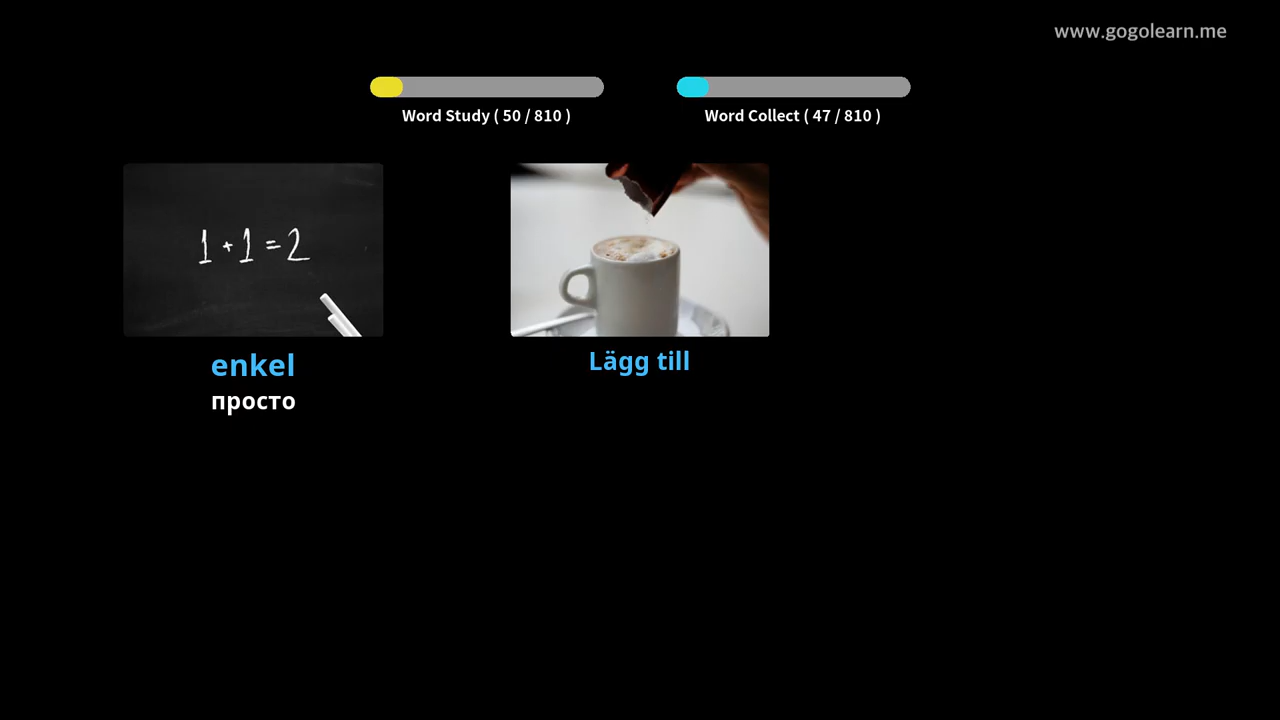 www.gogolearn.me
Word Study ( 50 / 810 )
Word Collect ( 47 / 810 )
1 + 1 = 2
enkel
просто
Lägg till